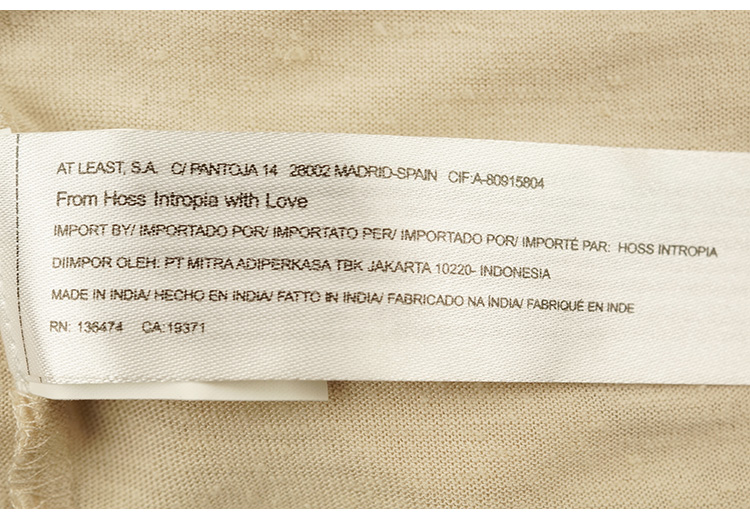 AT LEAST, S.A. C/ PANTOJA 14 28002 MADRID-SPAIN CIF:A-80915804
From Hoss Intropia with Love
IMPORT BY/ IMPORTADO POR/ IMPORTATO PER/ IMPORTADO POR/ IMPORTÉ PAR: HOSS INTROPIA
DIIMPOR OLEH: PT MITRA ADIPERKASA TBK JAKARTA 10220- INDONESIA
MADE IN INDIA/ HECHO EN INDIA/ FATTO IN INDIA/ FABRICADO NA ÍNDIA/ FABRIQUÉ EN INDE
RN: 136474 CA:19371